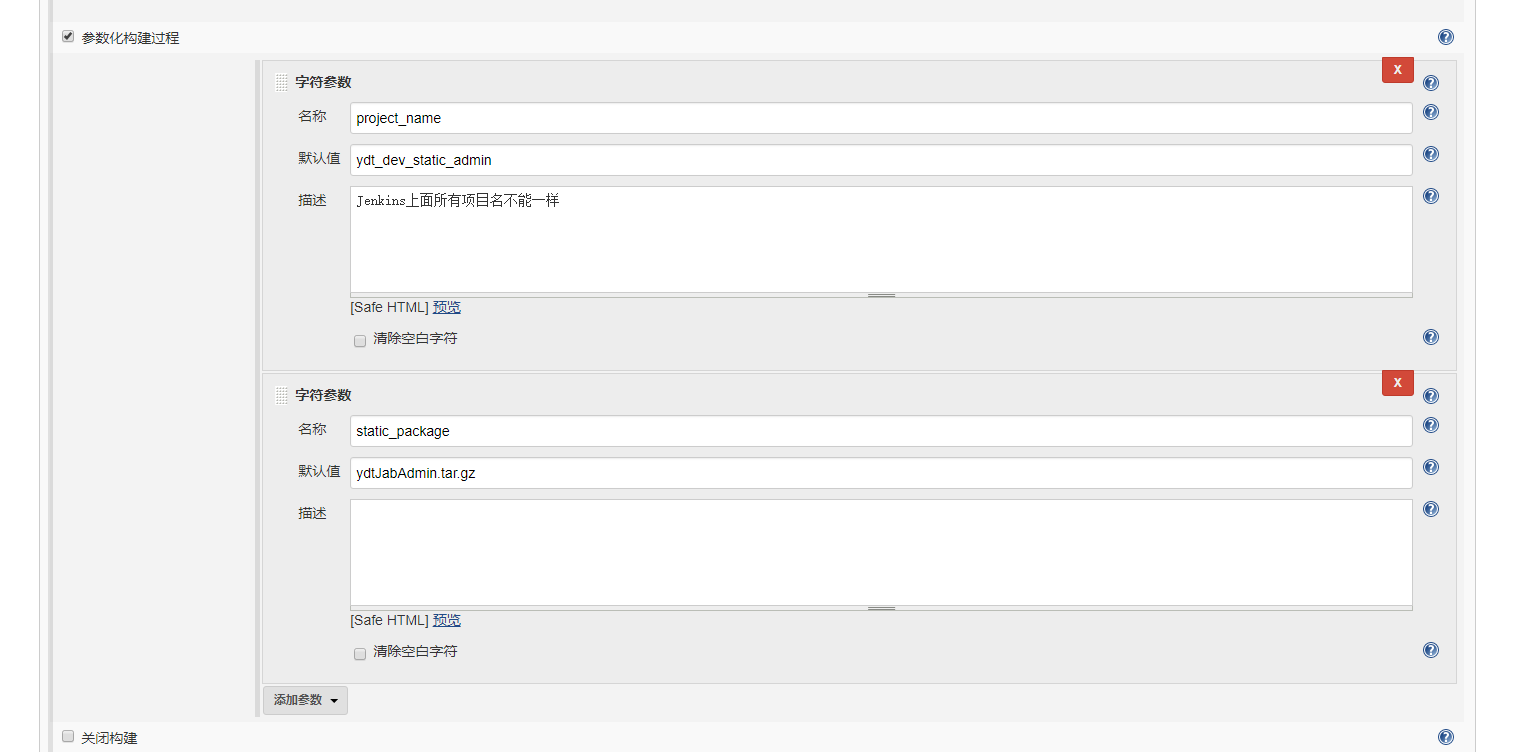 参数化构建过程
X
字符参数
名称 project_name
默认值 ydt_dev_static_admin
描述 Jenkins上面所有项目名不能一样
[Safe HTML] 预览
清除空白字符
X
字符参数
名称 static_package
默认值 ydtJabAdmin.tar.gz
描述
[Safe HTML] 预览
清除空白字符
添加参数
关闭构建